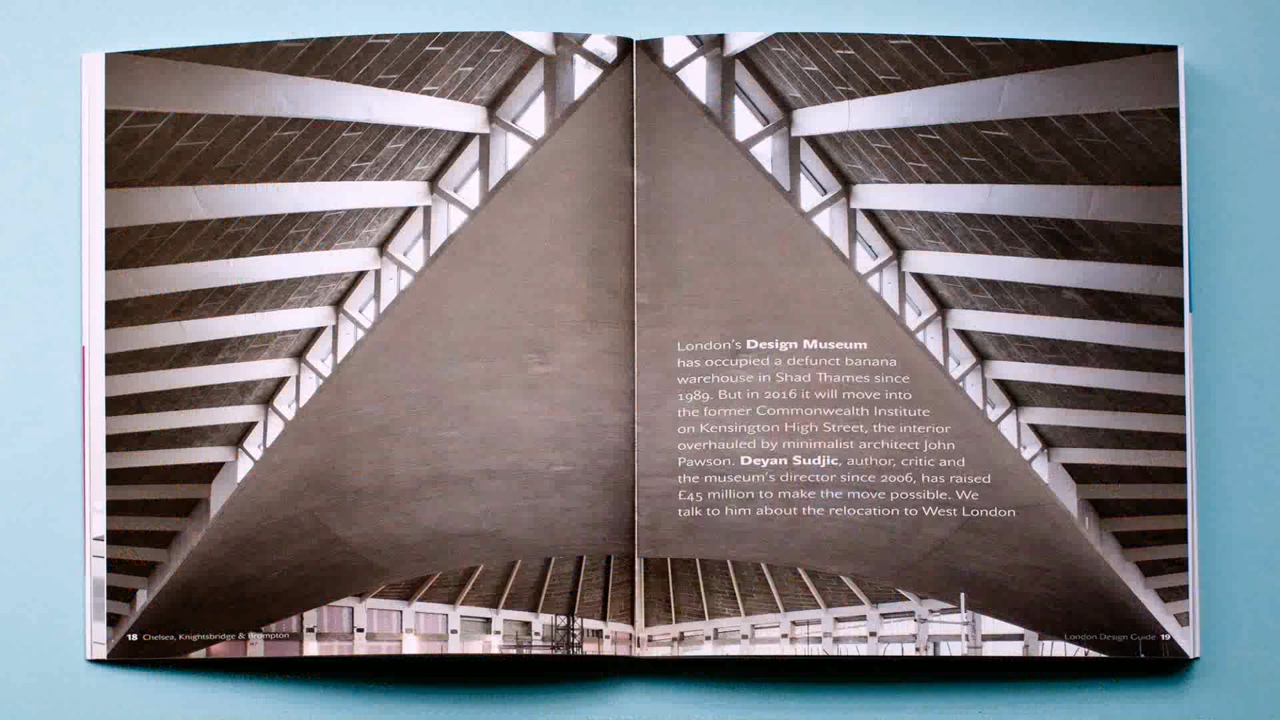 London's Design Museum
has occupied a defunct banana
warehouse in Shad Thames since
1989. But in 2016 it will move into
the former Commonwealth Institute
on Kensington High Street, the interior
overhauled by minimalist architect John
Pawson. Deyan Sudjic, author, critic and
the museum's director since 2006, has raised
£45 million to make the move possible. We
talk to him about the relocation to West London
18 Chelsea, Knightsbridge & Brompton
London Design Guide 19